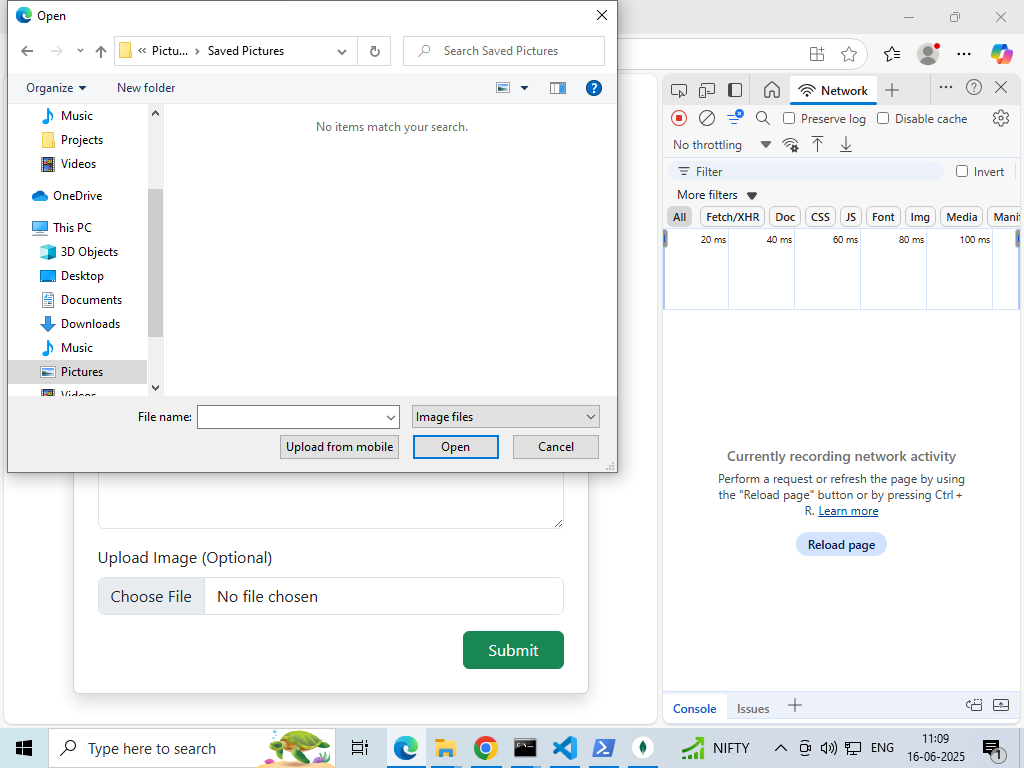 Open
« Pictu... › Saved Pictures
Search Saved Pictures
Organize
New folder
Music
Projects
Videos
OneDrive
This PC
3D Objects
Desktop
Documents
Downloads
Music
Pictures
Videos
No items match your search.
File name:
Image files
Upload from mobile
Open
Cancel
Upload Image (Optional)
Choose File
No file chosen
Submit
Network
Preserve log
Disable cache
No throttling
Filter
Invert
More filters
All
Fetch/XHR
Doc
CSS
JS
Font
Img
Media
Manif
20 ms
40 ms
60 ms
80 ms
100 ms
Currently recording network activity
Perform a request or refresh the page by using
the "Reload page" button or by pressing Ctrl +
R. Learn more
Reload page
Console
Issues
Type here to search
NIFTY
ENG
11:09
16-06-2025
1